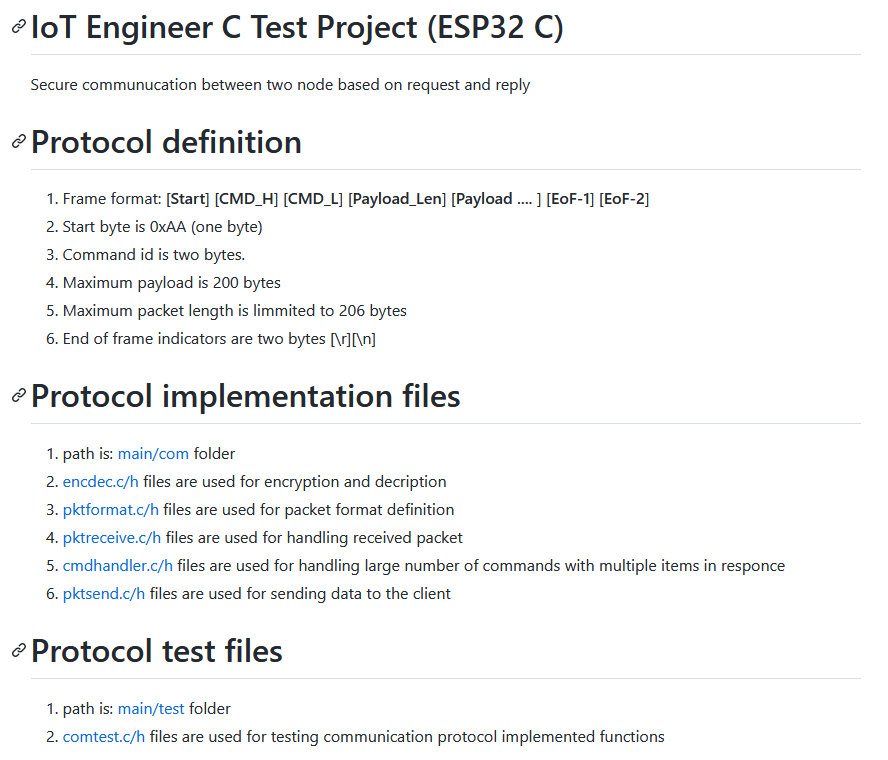 IoT Engineer C Test Project (ESP32 C)
Secure communucation between two node based on request and reply
Protocol definition
1. Frame format: [Start] [CMD_H] [CMD_L] [Payload_Len] [Payload .... ] [EoF-1] [EoF-2]
2. Start byte is 0xAA (one byte)
3. Command id is two bytes.
4. Maximum payload is 200 bytes
5. Maximum packet length is limmited to 206 bytes
6. End of frame indicators are two bytes [\r][\n]
Protocol implementation files
1. path is: main/com folder
2. encdec.c/h files are used for encryption and decription
3. pktformat.c/h files are used for packet format definition
4. pktreceive.c/h files are used for handling received packet
5. cmdhandler.c/h files are used for handling large number of commands with multiple items in responce
6. pktsend.c/h files are used for sending data to the client
Protocol test files
1. path is: main/test folder
2. comtest.c/h files are used for testing communication protocol implemented functions